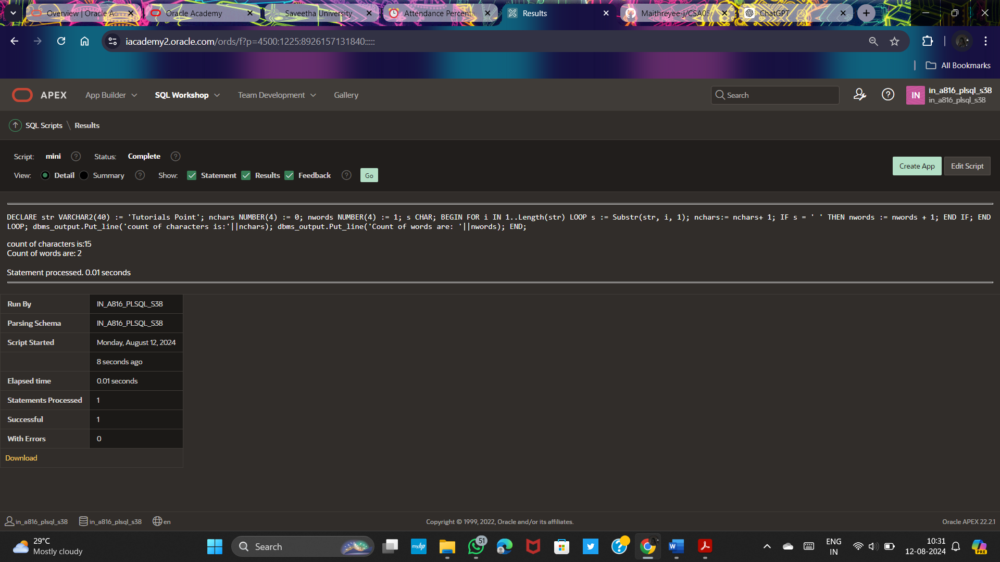 Overview | Oracle Ac
Oracle Academy
Saveetha University
Attendance Percenta
Results
Maithreyee-j/CSA05
ChatGPT
iacademy2.oracle.com/ords/f?p=4500:1225:8926157131840:::::
All Bookmarks
APEX
App Builder
SQL Workshop
Team Development
Gallery
Search
IN
in_a816_plsql_s38
in_a816_plsql_s38
SQL Scripts \ Results
Script: mini ? Status: Complete ?
View: Detail Summary ? Show: Statement Results Feedback ? Go
Create App
Edit Script
DECLARE str VARCHAR2(40) := 'Tutorials Point'; nchars NUMBER(4) := 0; nwords NUMBER(4) := 1; s CHAR; BEGIN FOR i IN 1..Length(str) LOOP s := Substr(str, i, 1); nchars:= nchars+ 1; IF s = ' ' THEN nwords := nwords + 1; END IF; END
LOOP; dbms_output.Put_line('count of characters is:'||nchars); dbms_output.Put_line('Count of words are: '||nwords); END;
count of characters is:15
Count of words are: 2
Statement processed. 0.01 seconds
Run By IN_A816_PLSQL_S38
Parsing Schema IN_A816_PLSQL_S38
Script Started Monday, August 12, 2024
8 seconds ago
Elapsed time 0.01 seconds
Statements Processed 1
Successful 1
With Errors 0
Download
in_a816_plsql_s38 in_a816_plsql_s38 en
Copyright © 1999, 2022, Oracle and/or its affiliates.
Oracle APEX 22.2.1
29°C
Mostly cloudy
Search
myhp
51
W
PRE
ENG
IN
10:31
12-08-2024